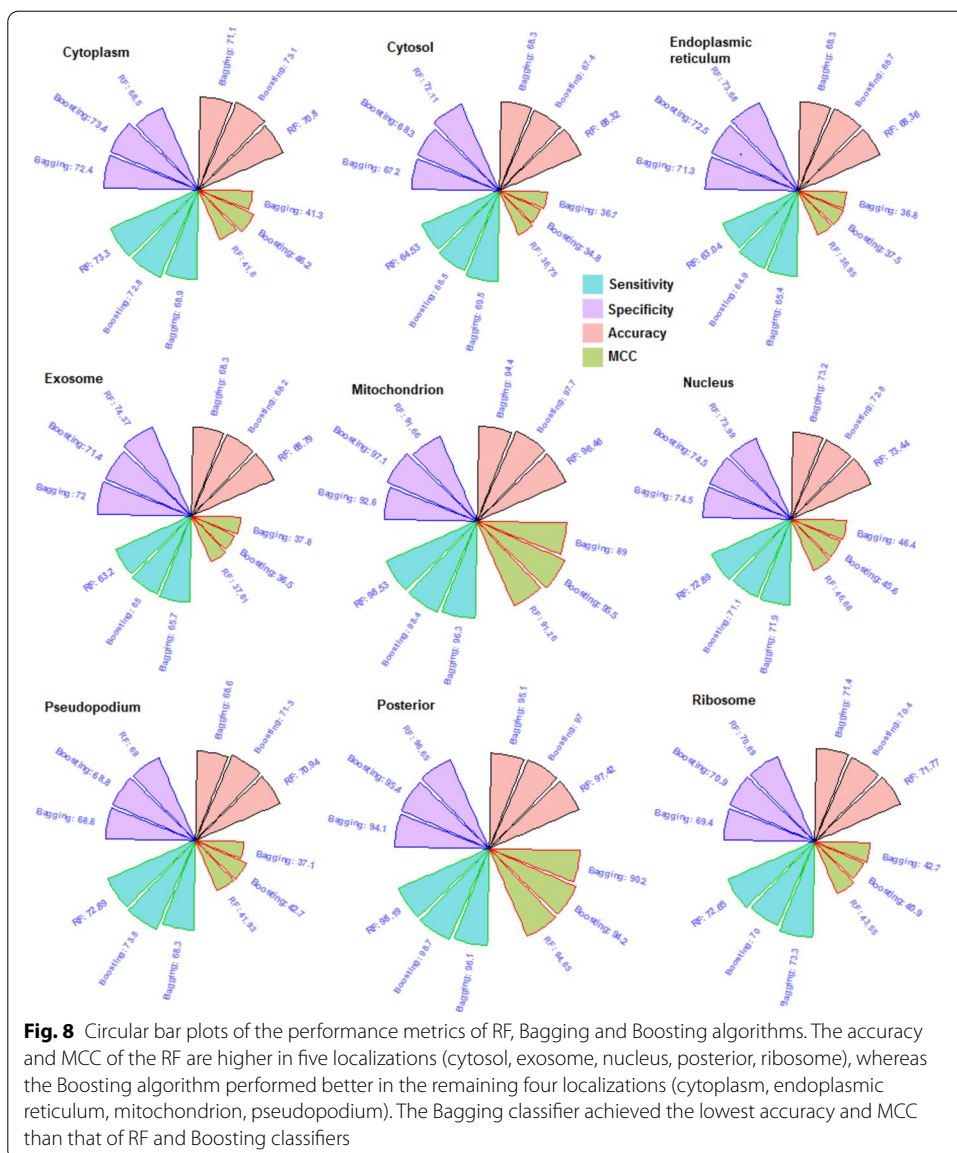 Cytoplasm
Bagging: 71.1
Boosting: 73.1
RF: 70.8
Bagging: 41.3
Boosting: 46.2
RF: 41.8
Bagging: 68.9
Boosting: 72.8
RF: 73.3
Bagging: 72.4
Boosting: 73.4
RF: 68.5
Cytosol
Bagging: 68.3
Boosting: 67.4
RF: 68.32
Bagging: 36.7
Boosting: 34.8
RF: 36.75
Bagging: 69.5
Boosting: 66.5
RF: 64.53
Bagging: 67.2
Boosting: 68.3
RF: 72.11
Endoplasmic
reticulum
Bagging: 68.3
Boosting: 68.7
RF: 68.36
Bagging: 36.8
Boosting: 37.5
RF: 36.95
Bagging: 65.4
Boosting: 64.9
RF: 63.04
Bagging: 71.3
Boosting: 72.5
RF: 73.68
Sensitivity
Specificity
Accuracy
MCC
Exosome
Bagging: 68.3
Boosting: 68.2
RF: 68.79
Bagging: 37.8
Boosting: 36.5
RF: 37.81
Bagging: 65.7
Boosting: 65
RF: 63.2
Bagging: 72
Boosting: 71.4
RF: 74.37
Mitochondrion
Bagging: 94.4
Boosting: 97.7
RF: 96.46
Bagging: 89
Boosting: 95.5
RF: 91.26
Bagging: 96.3
Boosting: 98.4
RF: 98.53
Bagging: 92.6
Boosting: 97.1
RF: 91.66
Nucleus
Bagging: 73.2
Boosting: 72.8
RF: 73.44
Bagging: 46.4
Boosting: 45.6
RF: 46.88
Bagging: 71.9
Boosting: 71.1
RF: 72.89
Bagging: 74.5
Boosting: 74.5
RF: 73.99
Pseudopodium
Bagging: 68.6
Boosting: 71.3
RF: 70.94
Bagging: 37.1
Boosting: 42.7
RF: 41.93
Bagging: 68.3
Boosting: 73.8
RF: 72.89
Bagging: 68.8
Boosting: 68.8
RF: 69
Posterior
Bagging: 95.1
Boosting: 97
RF: 97.42
Bagging: 90.2
Boosting: 94.2
RF: 94.85
Bagging: 96.1
Boosting: 98.7
RF: 98.19
Bagging: 94.1
Boosting: 95.4
RF: 96.65
Ribosome
Bagging: 71.4
Boosting: 70.4
RF: 71.77
Bagging: 42.7
Boosting: 40.9
RF: 43.55
Bagging: 73.3
Boosting: 70
RF: 72.65
Bagging: 69.4
Boosting: 70.9
RF: 70.89
Fig. 8 Circular bar plots of the performance metrics of RF, Bagging and Boosting algorithms. The accuracy
and MCC of the RF are higher in five localizations (cytosol, exosome, nucleus, posterior, ribosome), whereas
the Boosting algorithm performed better in the remaining four localizations (cytoplasm, endoplasmic
reticulum, mitochondrion, pseudopodium). The Bagging classifier achieved the lowest accuracy and MCC
than that of RF and Boosting classifiers